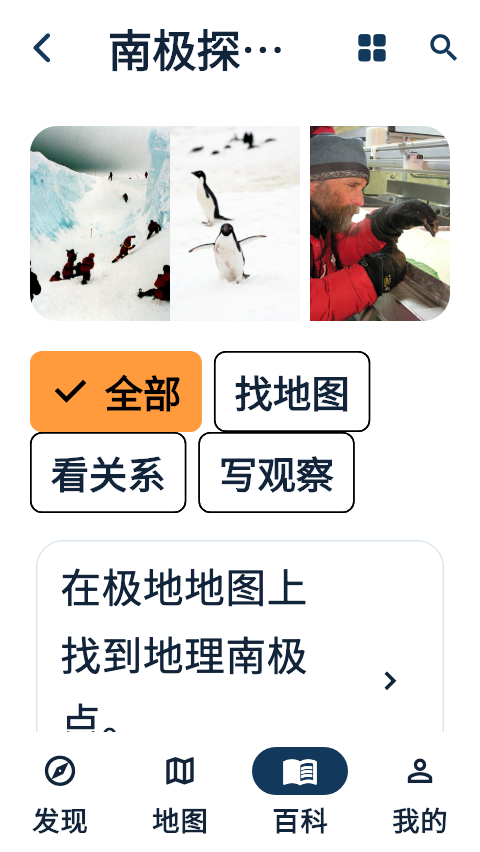 南极探…
全部
找地图
看关系
写观察
在极地地图上
找到地理南极
点。
发现
地图
百科
我的